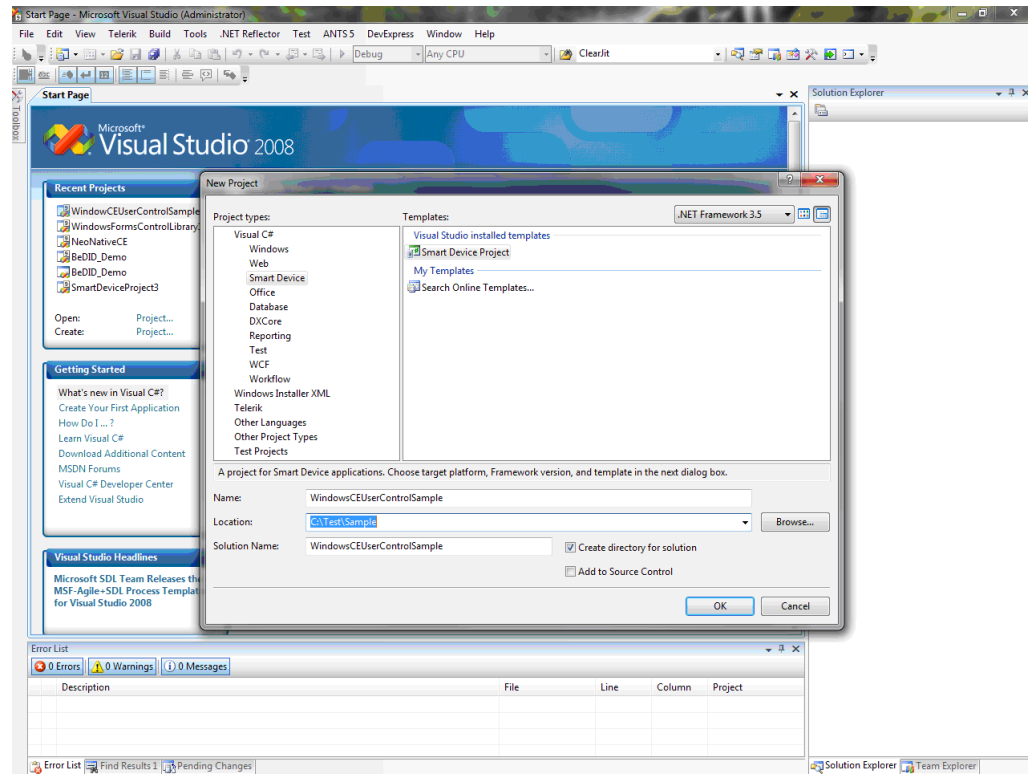 Start Page - Microsoft Visual Studio (Administrator)
File Edit View Telerik Build Tools .NET Reflector Test ANTS 5 DevExpress Window Help
Debug Any CPU ClearJit
Toolbox
Start Page
Microsoft®
Visual Studio® 2008
Recent Projects
WindowCEUserControlSample
WindowsFormsControlLibrary
NeoNativeCE
BeDID_Demo
BeDID_Demo
SmartDeviceProject3
Open: Project...
Create: Project...
Getting Started
What's new in Visual C#?
Create Your First Application
How Do I ... ?
Learn Visual C#
Download Additional Content
MSDN Forums
Visual C# Developer Center
Extend Visual Studio
Visual Studio Headlines
Microsoft SDL Team Releases the
MSF-Agile+SDL Process Templat
for Visual Studio 2008
New Project
Project types:
Visual C#
Windows
Web
Smart Device
Office
Database
DXCore
Reporting
Test
WCF
Workflow
Windows Installer XML
Telerik
Other Languages
Other Project Types
Test Projects
Templates:
.NET Framework 3.5
Visual Studio installed templates
Smart Device Project
My Templates
Search Online Templates...
A project for Smart Device applications. Choose target platform, Framework version, and template in the next dialog box.
Name: WindowsCEUserControlSample
Location: C:\Test\Sample Browse...
Solution Name: WindowsCEUserControlSample
Create directory for solution
Add to Source Control
OK Cancel
Solution Explorer
Error List
0 Errors 0 Warnings 0 Messages
Description File Line Column Project
Error List Find Results 1 Pending Changes
Solution Explorer Team Explorer